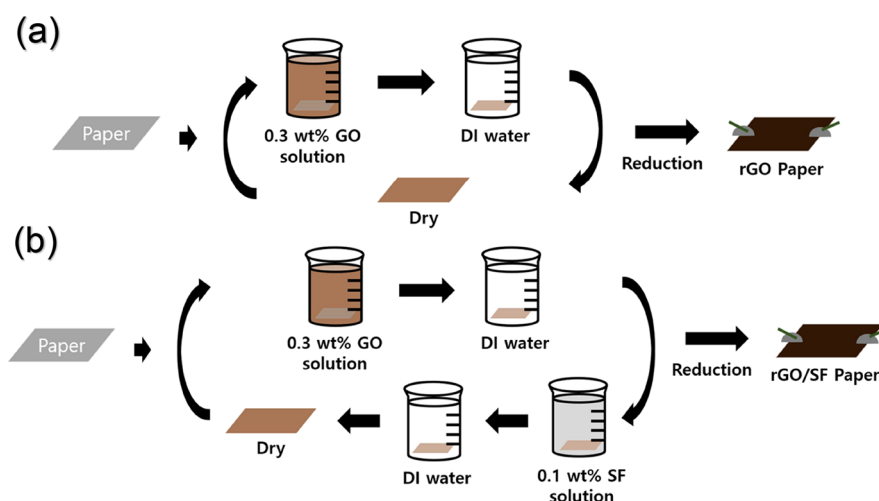 (a)
Paper
0.3 wt% GO
solution
DI water
Dry
Reduction
rGO Paper
(b)
Paper
0.3 wt% GO
solution
DI water
Reduction
rGO/SF Paper
Dry
DI water
0.1 wt% SF
solution